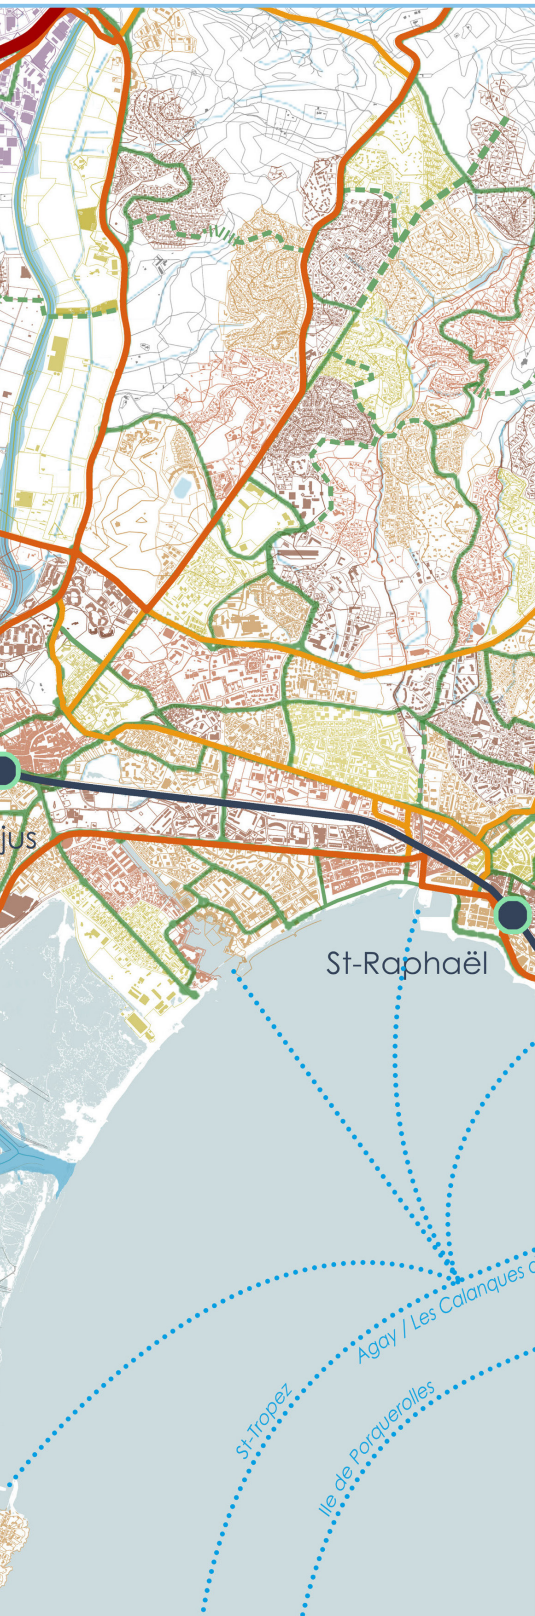 jus
St-Raphaël
Agay / Les Calanques
St-Tropez
Ile de Porquerolles